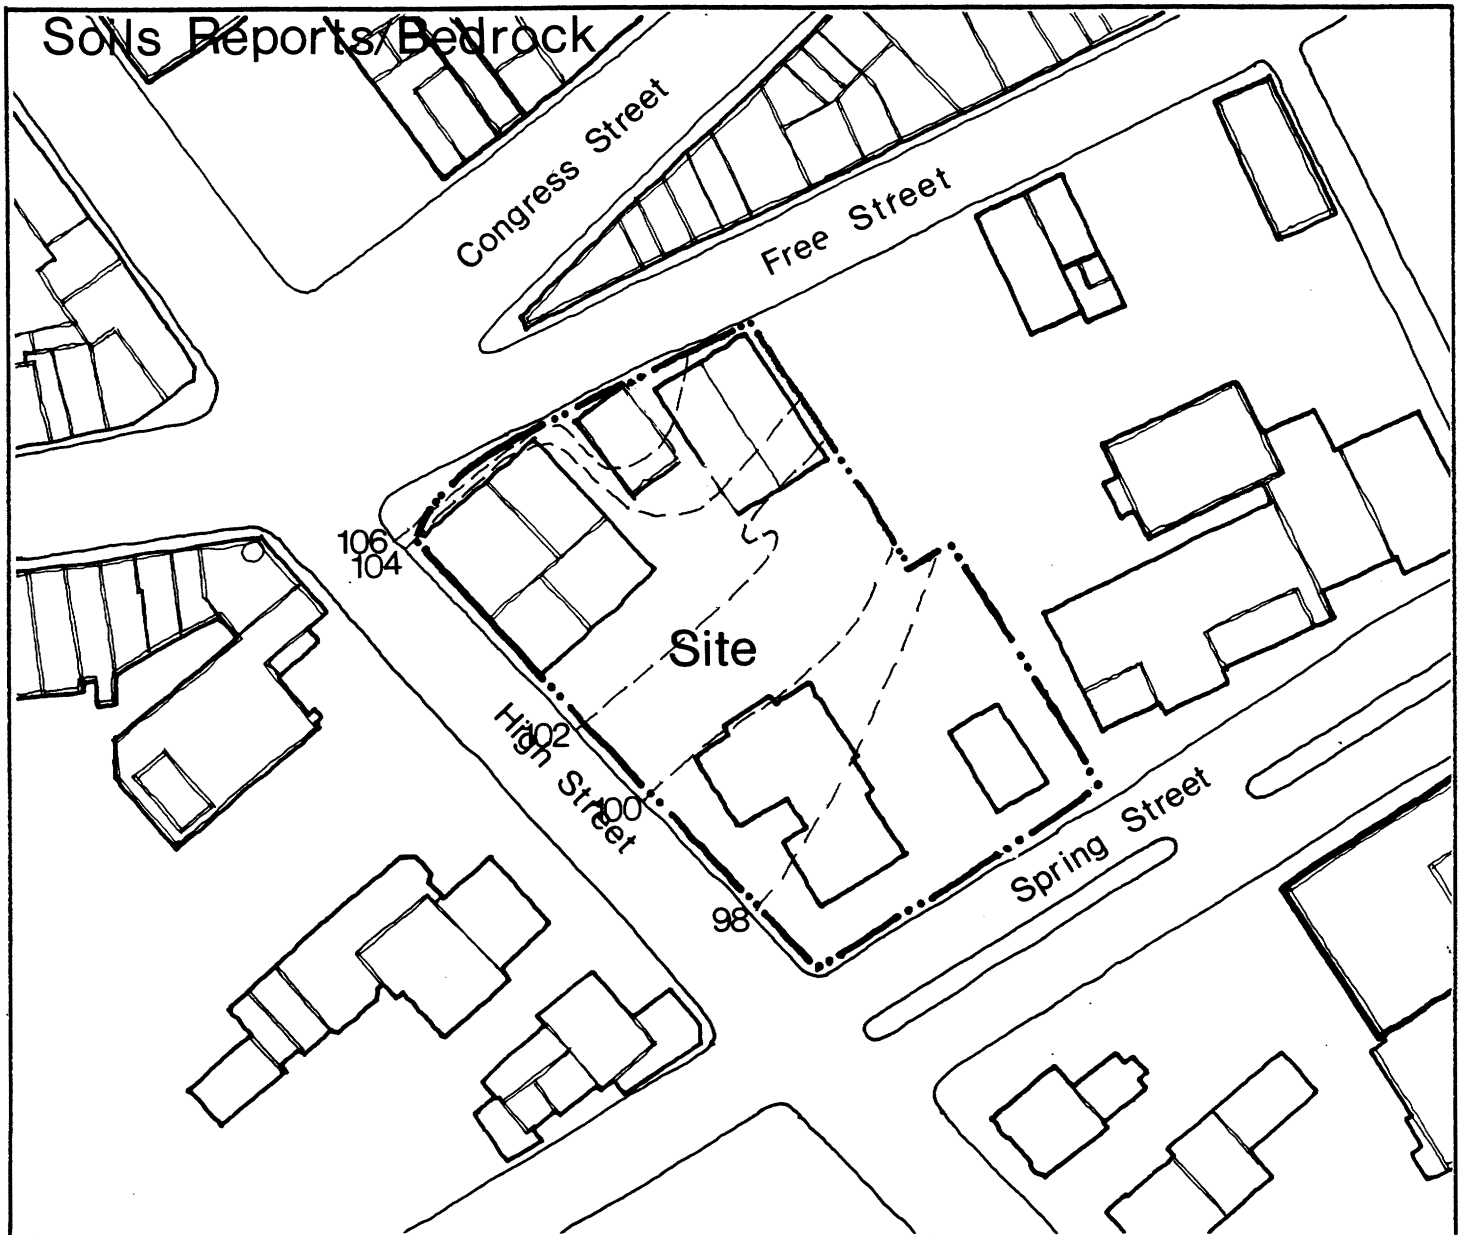 Soils Reports/Bedrock
Congress Street
Free Street
106
104
Site
High Street
102
100
98
Spring Street